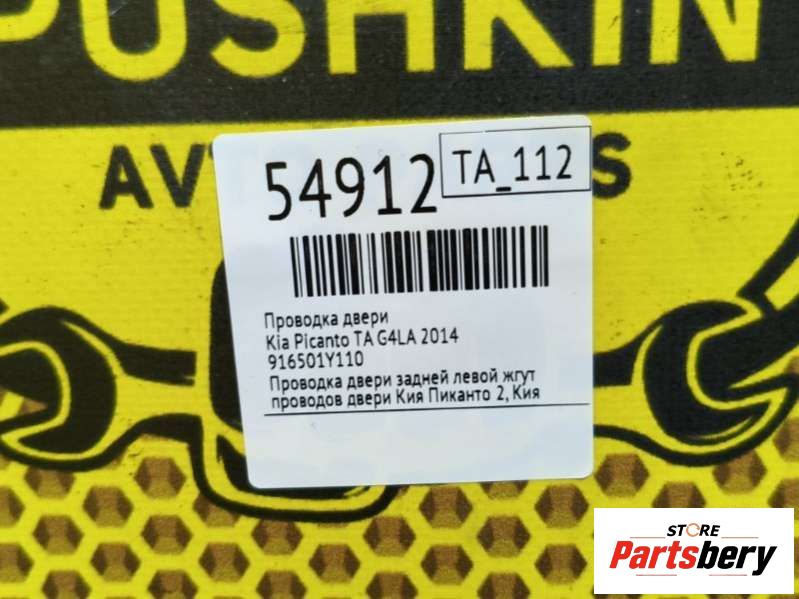 PUSHKIN
54912
TA_112
Проводка двери
Kia Picanto TA G4LA 2014
916501Y110
Проводка двери задней левой жгут
проводов двери Кия Пиканто 2, Кия
STORE
Partsbery